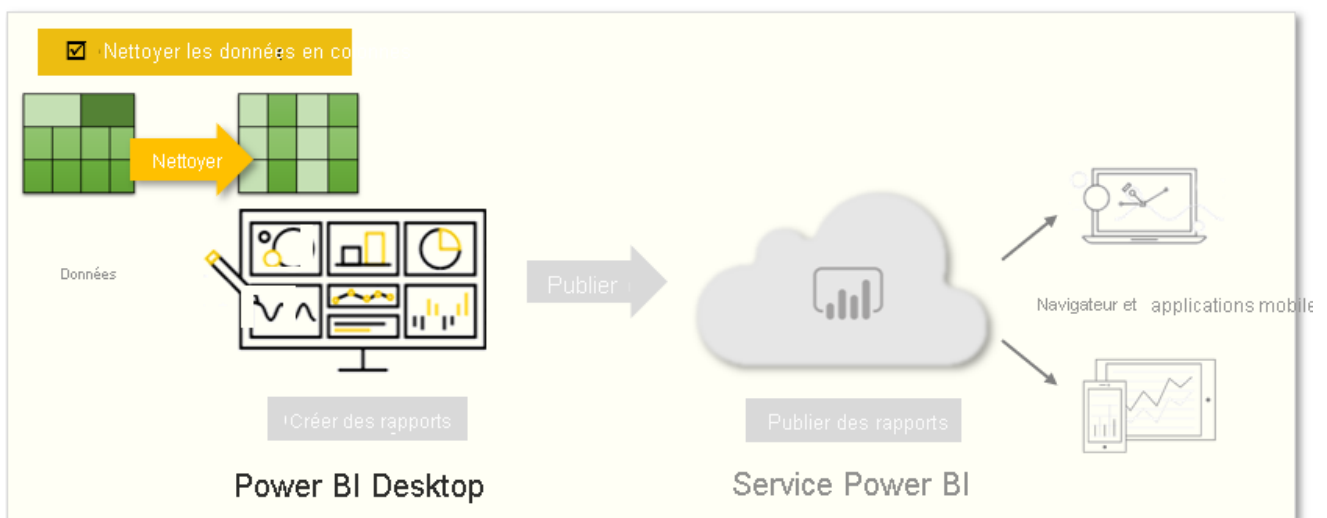 Nettoyer les données en co
Nettoyer
Données
Publier
Navigateur et applications mobile
Créer des rapports
Publier des rapports
Power BI Desktop
Service Power BI